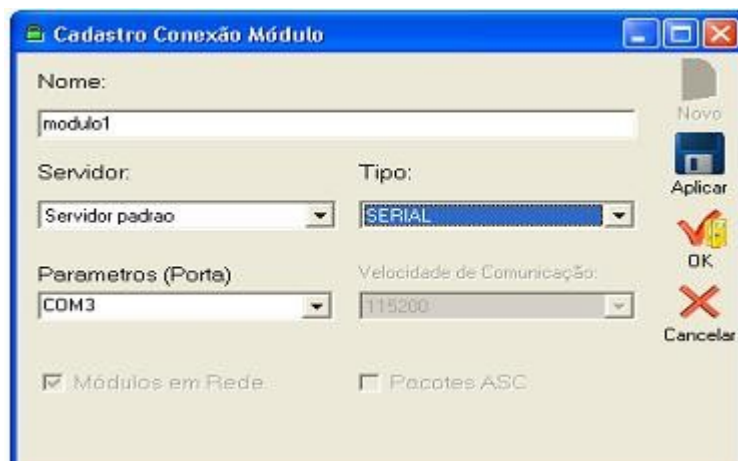 Cadastro Conexão Módulo
Nome:
modulo1
Servidor:
Tipo:
Servidor padrao
SERIAL
Parametros (Porta)
Velocidade de Comunicação:
COM3
115200
Módulos em Rede
Pacotes ASC
Novo
Aplicar
OK
Cancelar